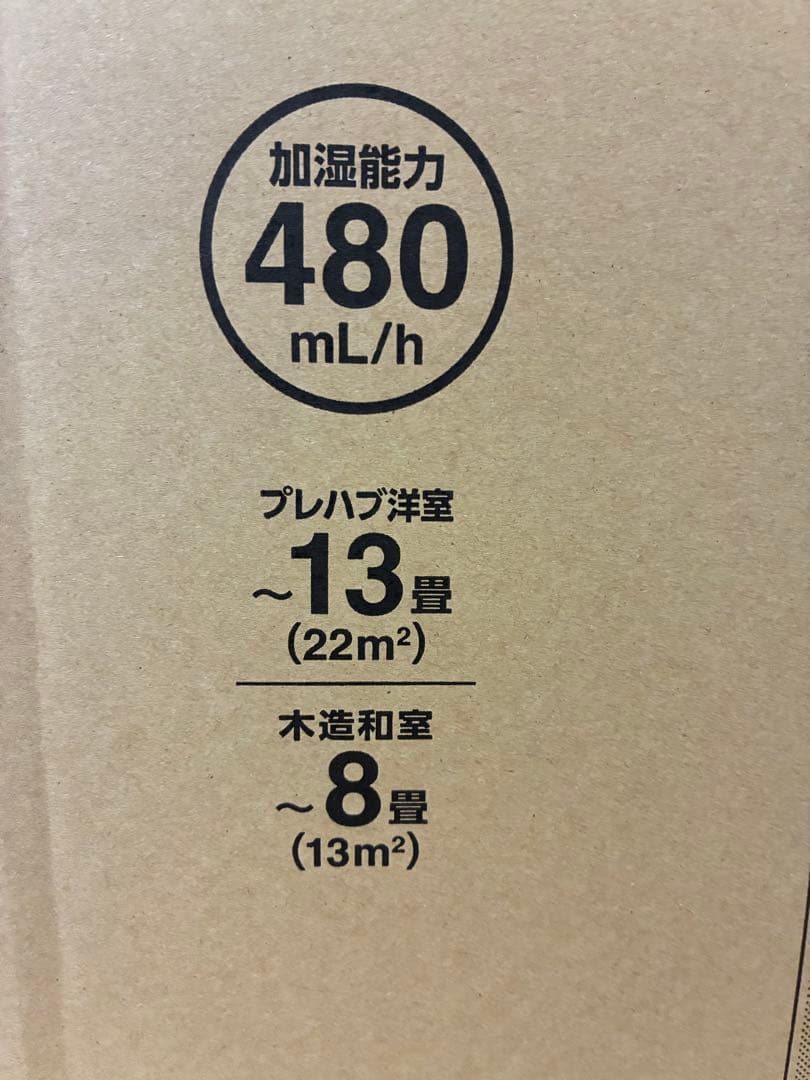 加湿能力
480
mL/h
プレハブ洋室
～13畳
(22m²)
木造和室
～8畳
(13m²)